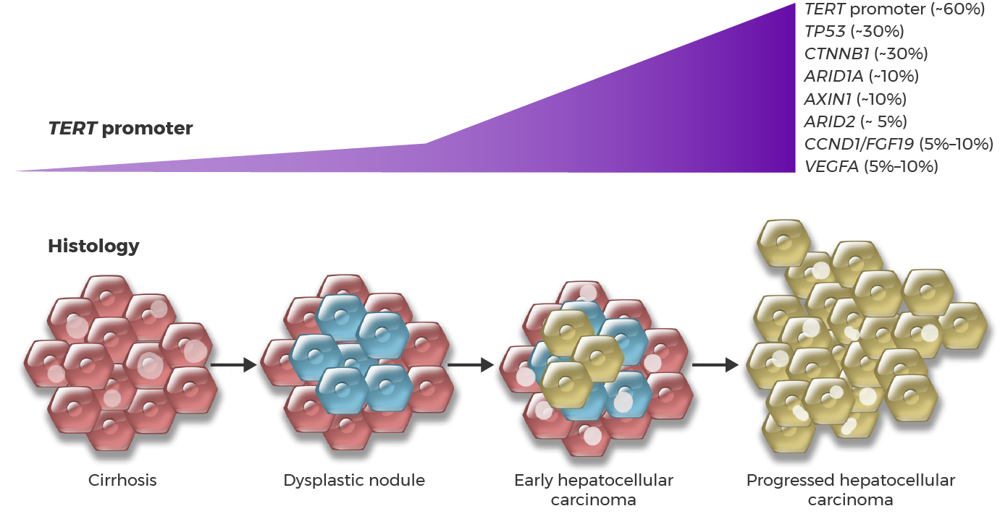 TERT promoter (~60%)
TP53 (~30%)
CTNNB1 (~30%)
ARID1A (~10%)
AXIN1 (~10%)
ARID2 (~ 5%)
CCND1/FGF19 (5%–10%)
VEGFA (5%–10%)
TERT promoter
Histology
Cirrhosis
Dysplastic nodule
Early hepatocellular
carcinoma
Progressed hepatocellular
carcinoma